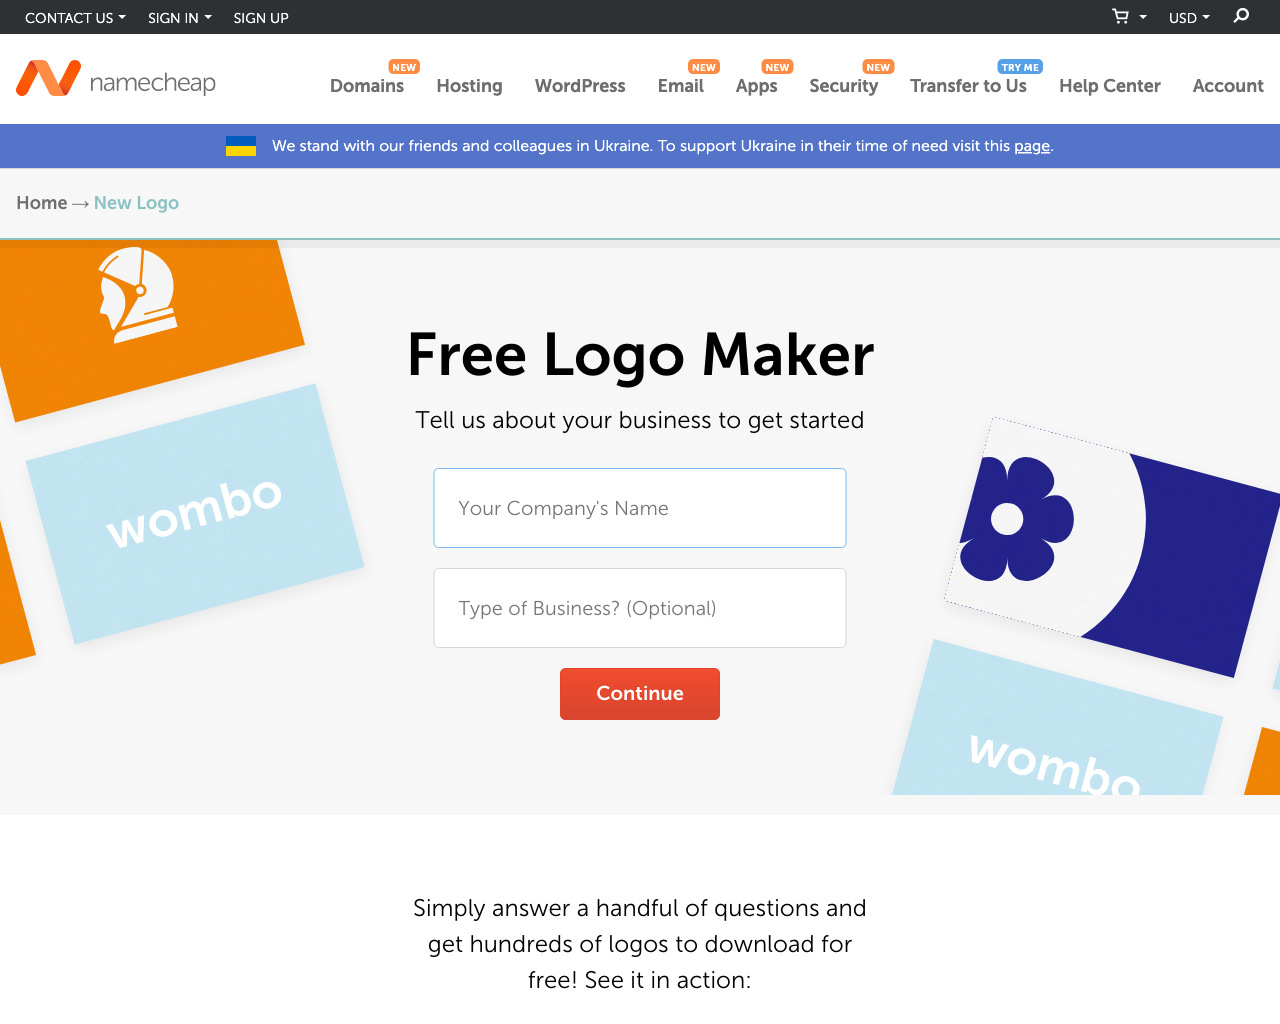 CONTACT US SIGN IN SIGN UP USD
namecheap
Domains NEW Hosting WordPress Email NEW Apps NEW Security NEW Transfer to Us TRY ME Help Center Account
We stand with our friends and colleagues in Ukraine. To support Ukraine in their time of need visit this page.
Home → New Logo
Free Logo Maker
Tell us about your business to get started
wombo
Your Company's Name
Type of Business? (Optional)
Continue
wombo
Simply answer a handful of questions and
get hundreds of logos to download for
free! See it in action: